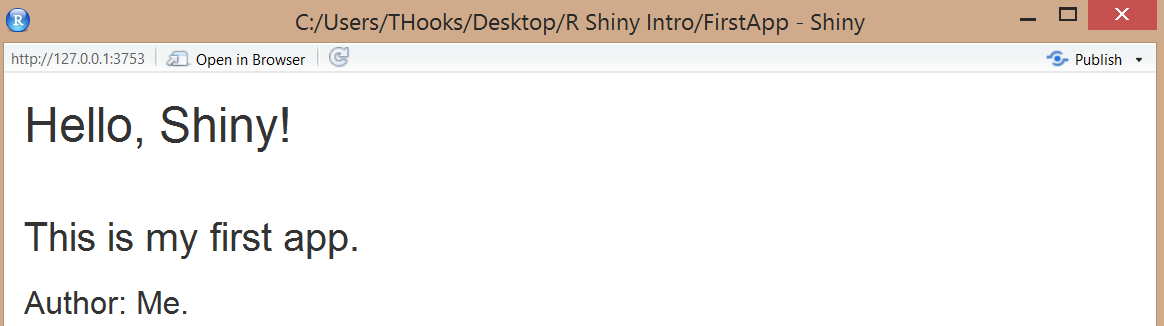 R C:/Users/THooks/Desktop/R Shiny Intro/FirstApp - Shiny
http://127.0.0.1:3753 Open in Browser Publish
Hello, Shiny!
This is my first app.
Author: Me.